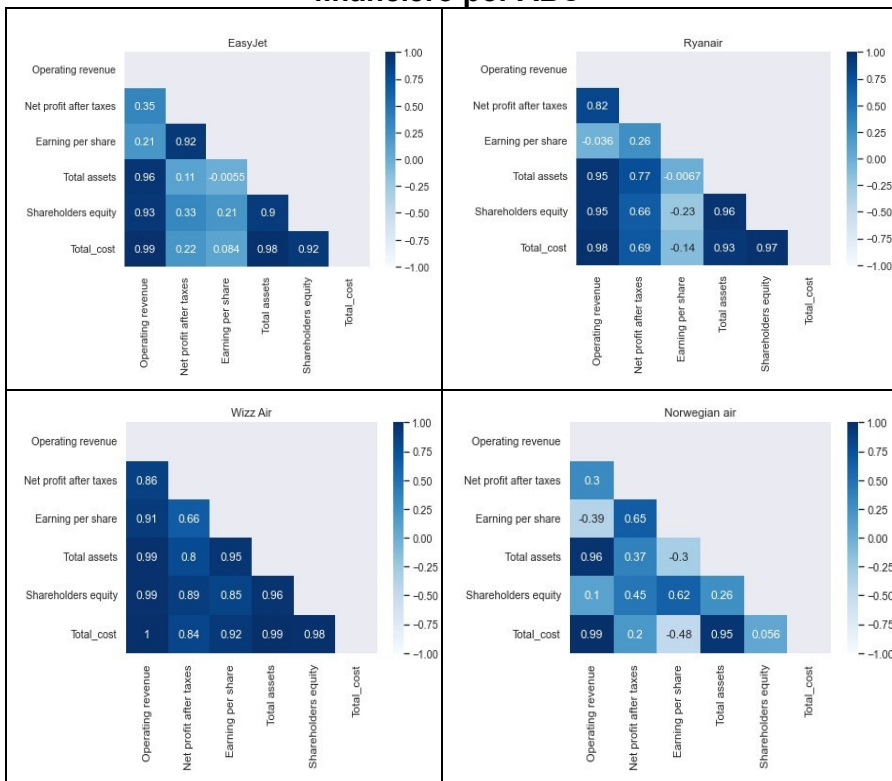 EasyJet
Operating revenue
Net profit after taxes
0.35
Earning per share
0.21 0.92
Total assets
0.96 0.11 -0.0055
Shareholders equity
0.93 0.33 0.21 0.9
Total_cost
0.99 0.22 0.084 0.98 0.92
Operating revenue
Net profit after taxes
Earning per share
Total assets
Shareholders equity
Total_cost
1.00
0.75
0.50
0.25
0.00
−0.25
−0.50
−0.75
−1.00
Ryanair
Operating revenue
Net profit after taxes
0.82
Earning per share
-0.036 0.26
Total assets
0.95 0.77 -0.0067
Shareholders equity
0.95 0.66 -0.23 0.96
Total_cost
0.98 0.69 -0.14 0.93 0.97
Operating revenue
Net profit after taxes
Earning per share
Total assets
Shareholders equity
Total_cost
1.00
0.75
0.50
0.25
0.00
−0.25
−0.50
−0.75
−1.00
Wizz Air
Operating revenue
Net profit after taxes
0.86
Earning per share
0.91 0.66
Total assets
0.99 0.8 0.95
Shareholders equity
0.99 0.89 0.85 0.96
Total_cost
1 0.84 0.92 0.99 0.98
Operating revenue
Net profit after taxes
Earning per share
Total assets
Shareholders equity
Total_cost
1.00
0.75
0.50
0.25
0.00
−0.25
−0.50
−0.75
−1.00
Norwegian air
Operating revenue
Net profit after taxes
0.3
Earning per share
-0.39 0.65
Total assets
0.96 0.37 -0.3
Shareholders equity
0.1 0.45 0.62 0.26
Total_cost
0.99 0.2 -0.48 0.95 0.056
Operating revenue
Net profit after taxes
Earning per share
Total assets
Shareholders equity
Total_cost
1.00
0.75
0.50
0.25
0.00
−0.25
−0.50
−0.75
−1.00